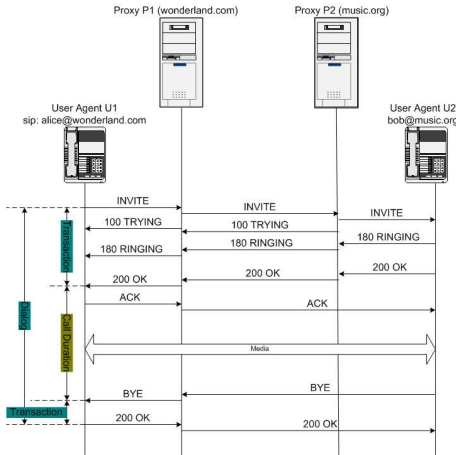 Proxy P1 (wonderland.com)
Proxy P2 (music.org)
User Agent U1
sip: alice@wonderland.com
User Agent U2
bob@music.org
INVITE
INVITE
INVITE
100 TRYING
100 TRYING
180 RINGING
180 RINGING
180 RINGING
200 OK
200 OK
200 OK
ACK
ACK
Transaction
Dialog
Call Duration
Media
BYE
BYE
Transaction
200 OK
200 OK